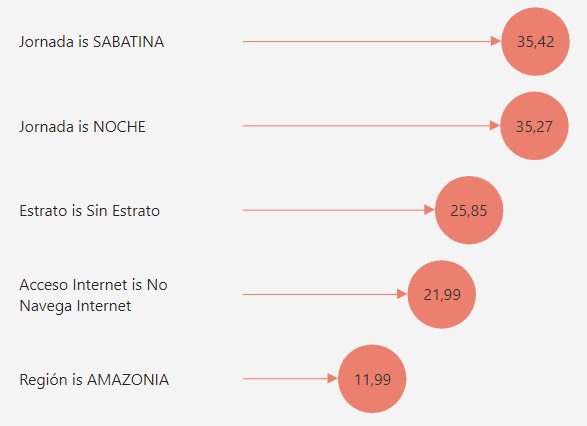 Jornada is SABATINA
35,42
Jornada is NOCHE
35,27
Estrato is Sin Estrato
25,85
Acceso Internet is No
Navega Internet
21,99
Región is AMAZONIA
11,99